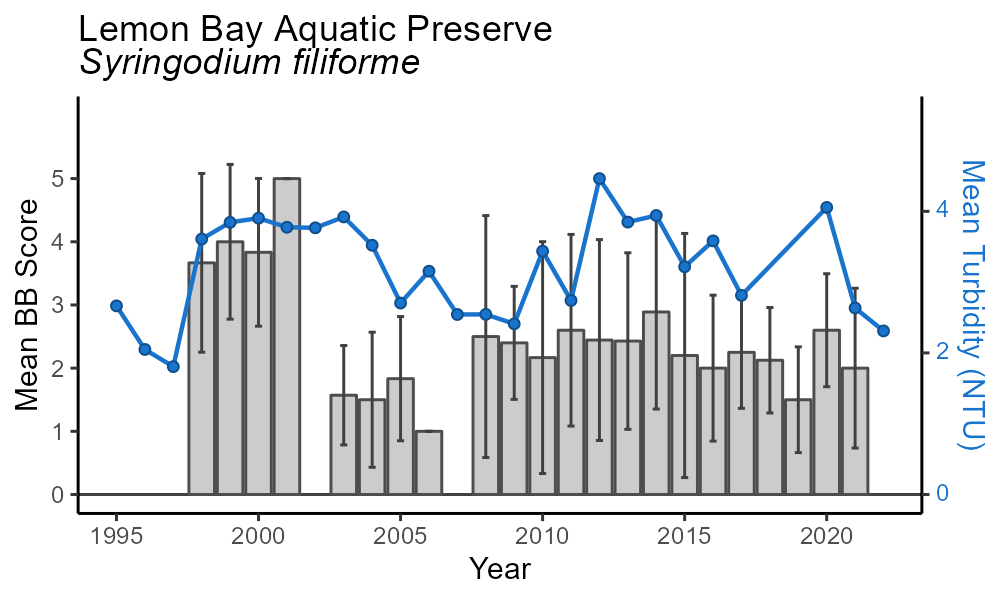 Lemon Bay Aquatic Preserve
Syringodium filiforme
Mean BB Score
5
4
3
2
1
0
4
2
0
Mean Turbidity (NTU)
1995 2000 2005 2010 2015 2020
Year